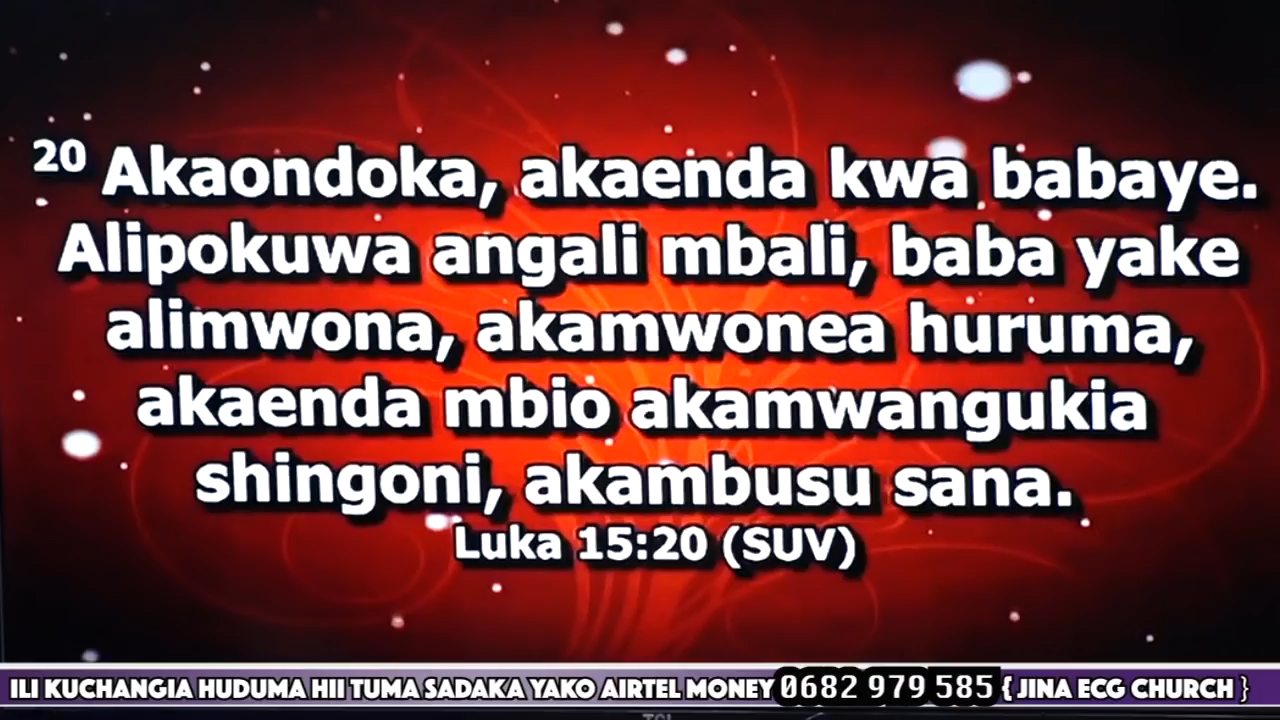 20 Akaondoka, akaenda kwa babaye.
Alipokuwa angali mbali, baba yake
alimwona, akamwonea huruma,
akaenda mbio akamwangukia
shingoni, akambusu sana.
Luka 15:20 (SUV)
ILI KUCHANGIA HUDUMA HII TUMA SADAKA YAKO AIRTEL MONEY 0682 979 585 { JINA ECG CHURCH }